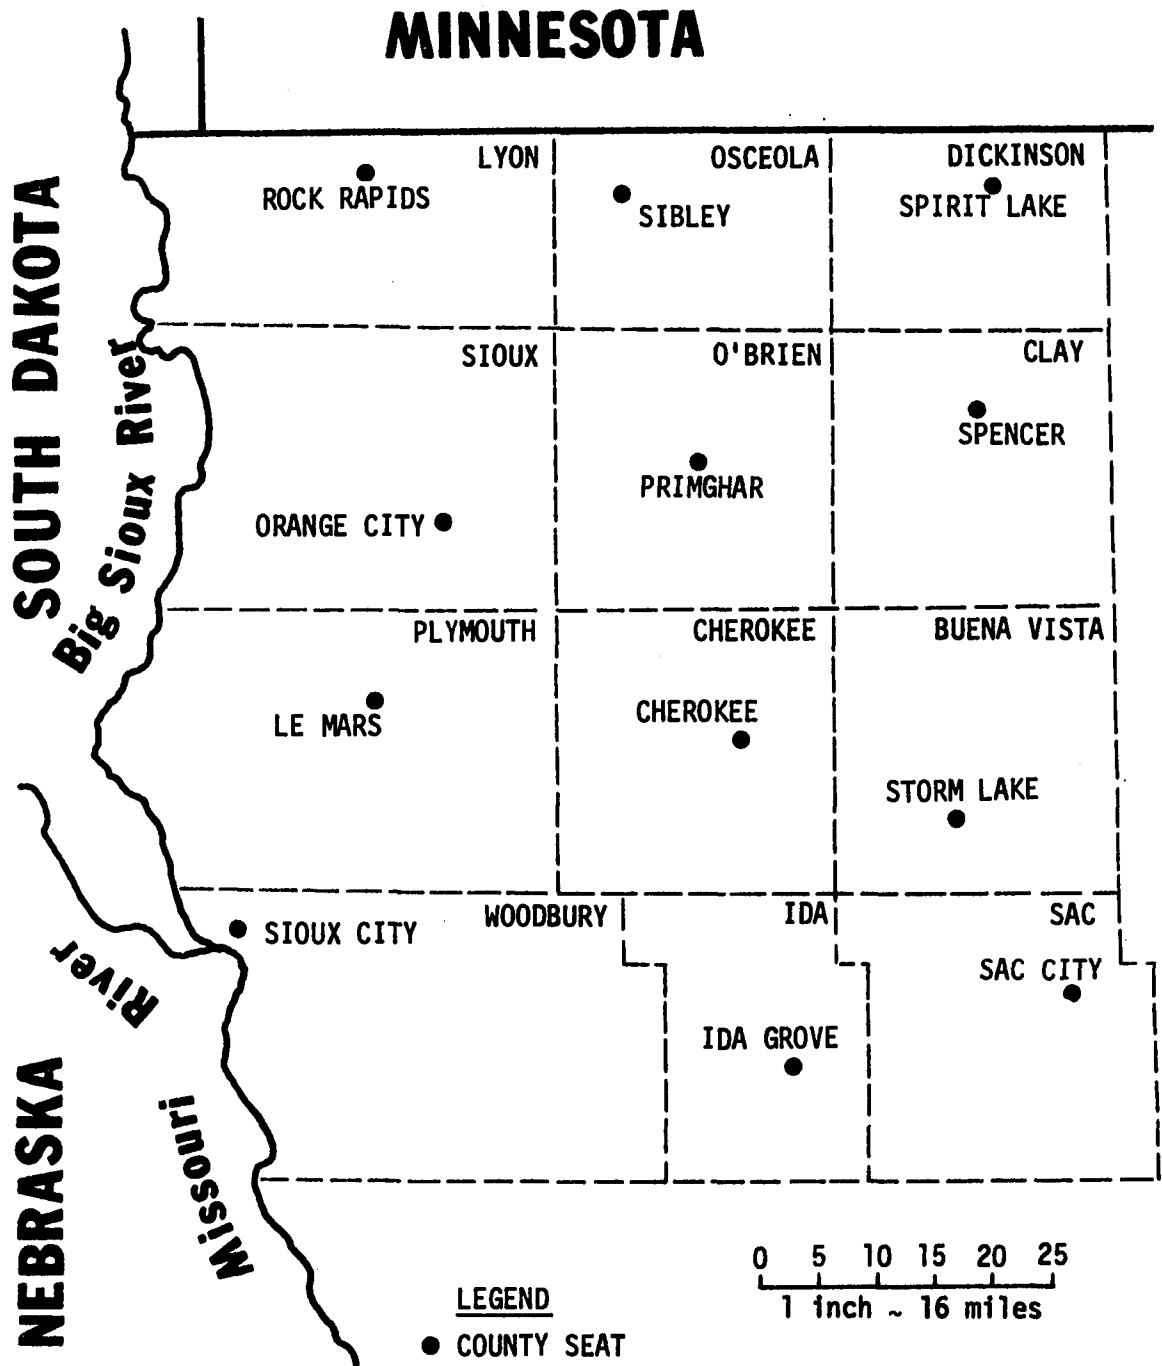 MINNESOTA
LYON
OSCEOLA
DICKINSON
ROCK RAPIDS
SIBLEY
SPIRIT LAKE
SOUTH DAKOTA
Big Sioux River
SIOUX
O'BRIEN
CLAY
SPENCER
PRIMGHAR
ORANGE CITY
PLYMOUTH
CHEROKEE
BUENA VISTA
LE MARS
CHEROKEE
STORM LAKE
WOODBURY
IDA
SAC
SIOUX CITY
SAC CITY
IDA GROVE
Missouri River
NEBRASKA
0 5 10 15 20 25
1 inch ~ 16 miles
LEGEND
COUNTY SEAT